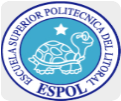 ESCUELA SUPERIOR POLITECNICA DEL LITORAL
ESPOL